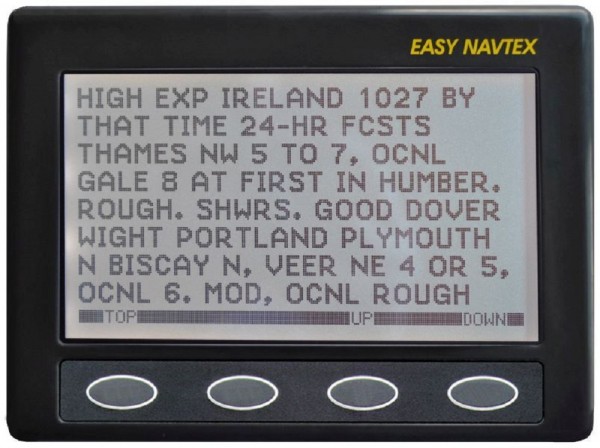 EASY NAVTEX
HIGH EXP IRELAND 1027 BY
THAT TIME 24-HR FCSTS
THAMES NW 5 TO 7, OCNL
GALE 8 AT FIRST IN HUMBER.
ROUGH. SHWRS. GOOD DOVER
WIGHT PORTLAND PLYMOUTH
N BISCAY N, VEER NE 4 OR 5,
OCNL 6. MOD, OCNL ROUGH
TOP UP DOWN